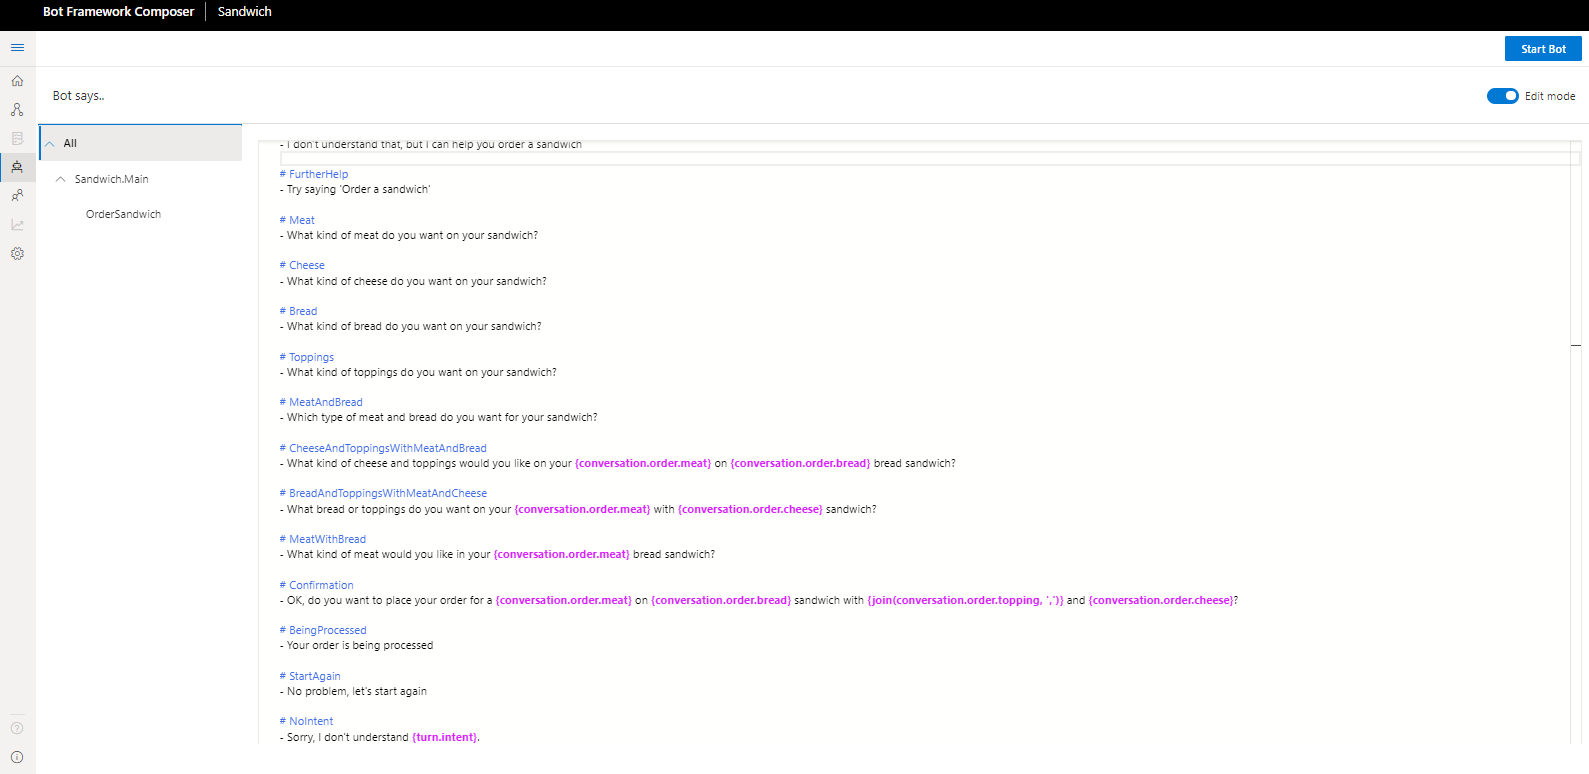 Bot Framework Composer
Sandwich
Start Bot
Bot says..
Edit mode
All
Sandwich.Main
OrderSandwich
- I don't understand that, but I can help you order a sandwich
# FurtherHelp
- Try saying 'Order a sandwich'
# Meat
- What kind of meat do you want on your sandwich?
# Cheese
- What kind of cheese do you want on your sandwich?
# Bread
- What kind of bread do you want on your sandwich?
# Toppings
- What kind of toppings do you want on your sandwich?
# MeatAndBread
- Which type of meat and bread do you want for your sandwich?
# CheeseAndToppingsWithMeatAndBread
- What kind of cheese and toppings would you like on your {conversation.order.meat} on {conversation.order.bread} bread sandwich?
# BreadAndToppingsWithMeatAndCheese
- What bread or toppings do you want on your {conversation.order.meat} with {conversation.order.cheese} sandwich?
# MeatWithBread
- What kind of meat would you like in your {conversation.order.meat} bread sandwich?
# Confirmation
- OK, do you want to place your order for a {conversation.order.meat} on {conversation.order.bread} sandwich with {join(conversation.order.topping, ',')} and {conversation.order.cheese}?
# BeingProcessed
- Your order is being processed
# StartAgain
- No problem, let's start again
# NoIntent
- Sorry, I don't understand {turn.intent}.